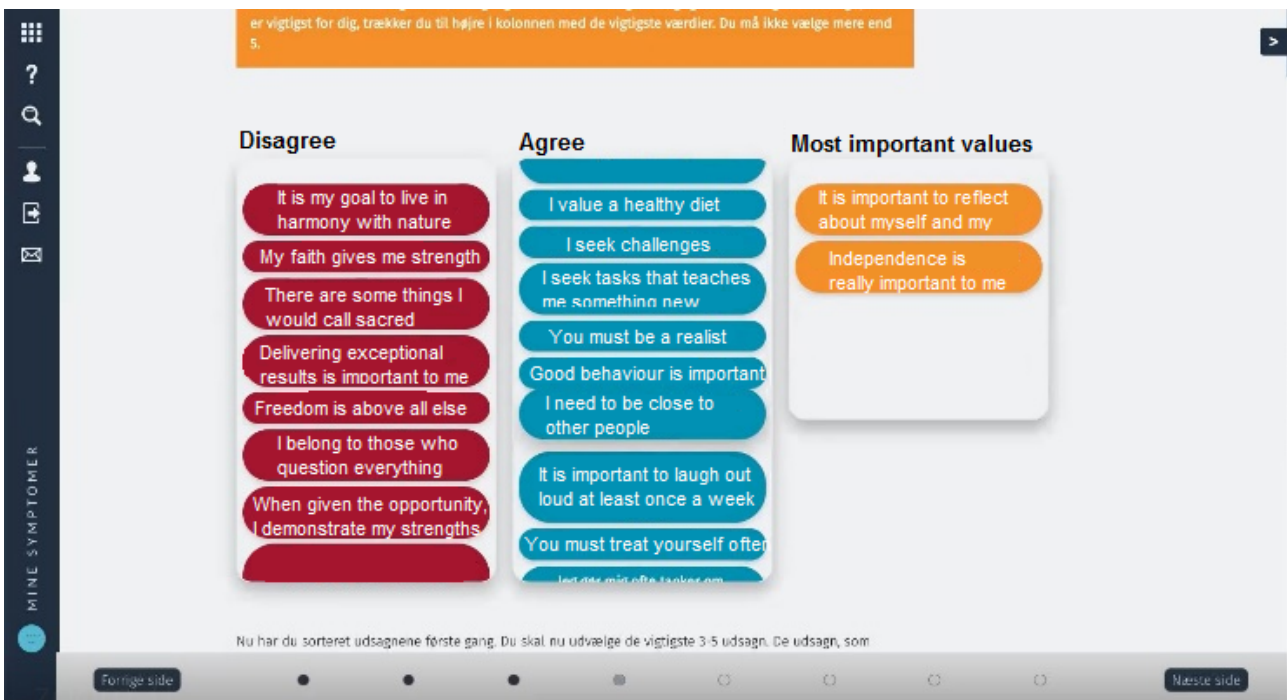 er vigtigst for dig, trækker du til højre i kolonnen med de vigtigste værdier. Du må ikke vælge mere end
5.
>
?
Disagree
It is my goal to live in
harmony with nature
My faith gives me strength
There are some things I
would call sacred
Delivering exceptional
results is important to me
Freedom is above all else
I belong to those who
question everything
When given the opportunity,
I demonstrate my strengths
Agree
I value a healthy diet
I seek challenges
I seek tasks that teaches
me something new
You must be a realist
Good behaviour is important
I need to be close to
other people
It is important to laugh out
loud at least once a week
You must treat yourself often
Jeg gør mig ofte tanker om
Most important values
It is important to reflect
about myself and my
Independence is
really important to me
MINE SYMPTOMER
Nu har du sorteret udsagnene første gang. Du skal nu udvælge de vigtigste 3-5 udsagn. De udsagn, som
Forrige side
Næste side